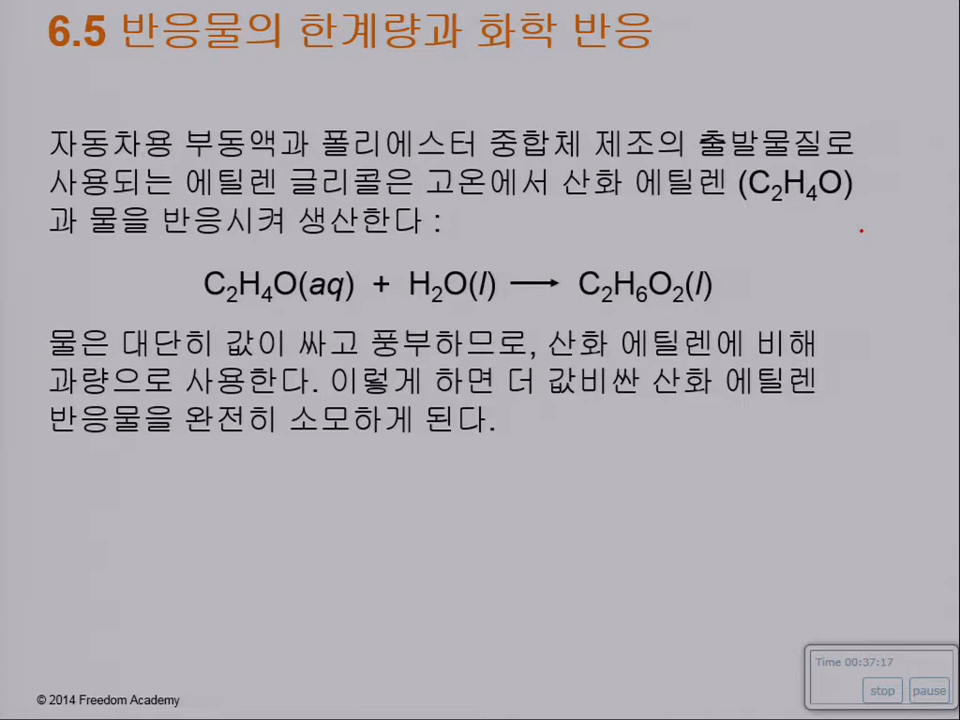 6.5 반응물의 한계량과 화학 반응
자동차용 부동액과 폴리에스터 중합체 제조의 출발물질로
사용되는 에틸렌 글리콜은 고온에서 산화 에틸렌 (C₂H₄O)
과 물을 반응시켜 생산한다 :
C₂H₄O(aq) + H₂O(l) ⟶ C₂H₆O₂(l)
물은 대단히 값이 싸고 풍부하므로, 산화 에틸렌에 비해
과량으로 사용한다. 이렇게 하면 더 값비싼 산화 에틸렌
반응물을 완전히 소모하게 된다.
Time 00:37:17
stop pause
© 2014 Freedom Academy